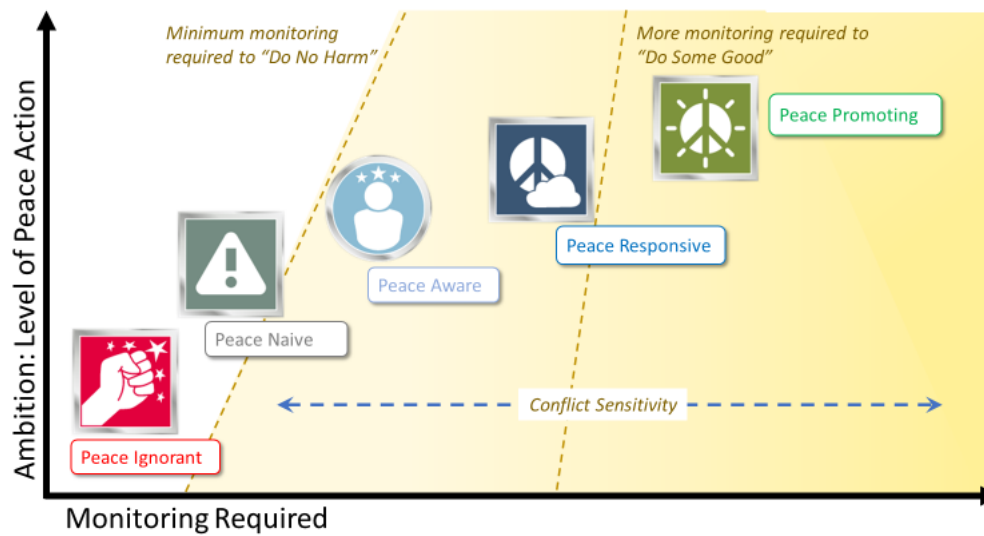 Minimum monitoring
required to “Do No Harm”
More monitoring required to
“Do Some Good”
Peace Promoting
Peace Responsive
Peace Aware
Peace Naive
Conflict Sensitivity
Peace Ignorant
Ambition: Level of Peace Action
Monitoring Required